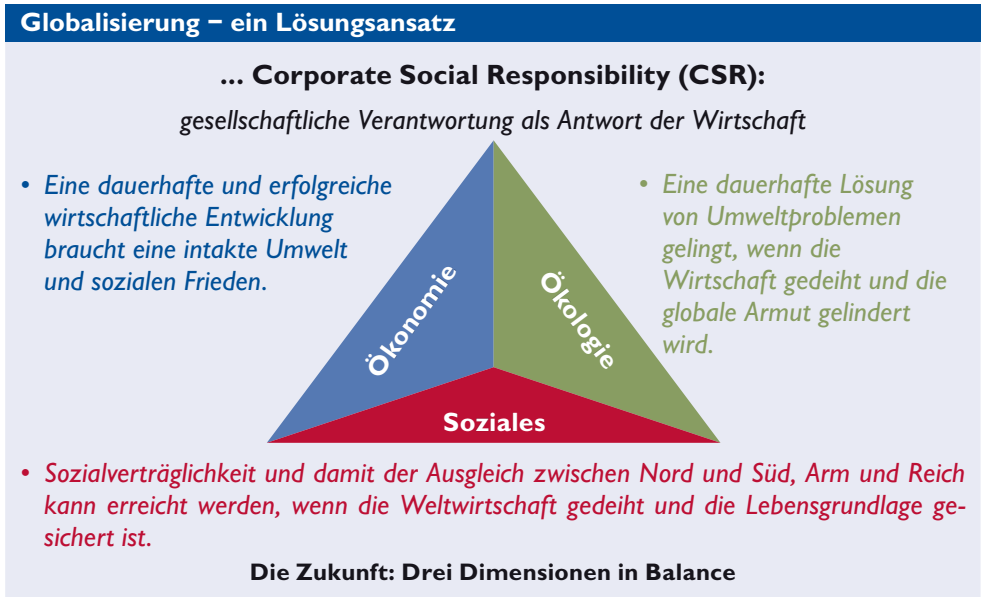 Globalisierung – ein Lösungsansatz
... Corporate Social Responsibility (CSR):
gesellschaftliche Verantwortung als Antwort der Wirtschaft
• Eine dauerhafte und erfolgreiche
wirtschaftliche Entwicklung
braucht eine intakte Umwelt
und sozialen Frieden.
• Eine dauerhafte Lösung
von Umweltproblemen
gelingt, wenn die
Wirtschaft gedeiht und die
globale Armut gelindert
wird.
Ökonomie
Ökologie
Soziales
• Sozialverträglichkeit und damit der Ausgleich zwischen Nord und Süd, Arm und Reich
kann erreicht werden, wenn die Weltwirtschaft gedeiht und die Lebensgrundlage ge-
sichert ist.
Die Zukunft: Drei Dimensionen in Balance